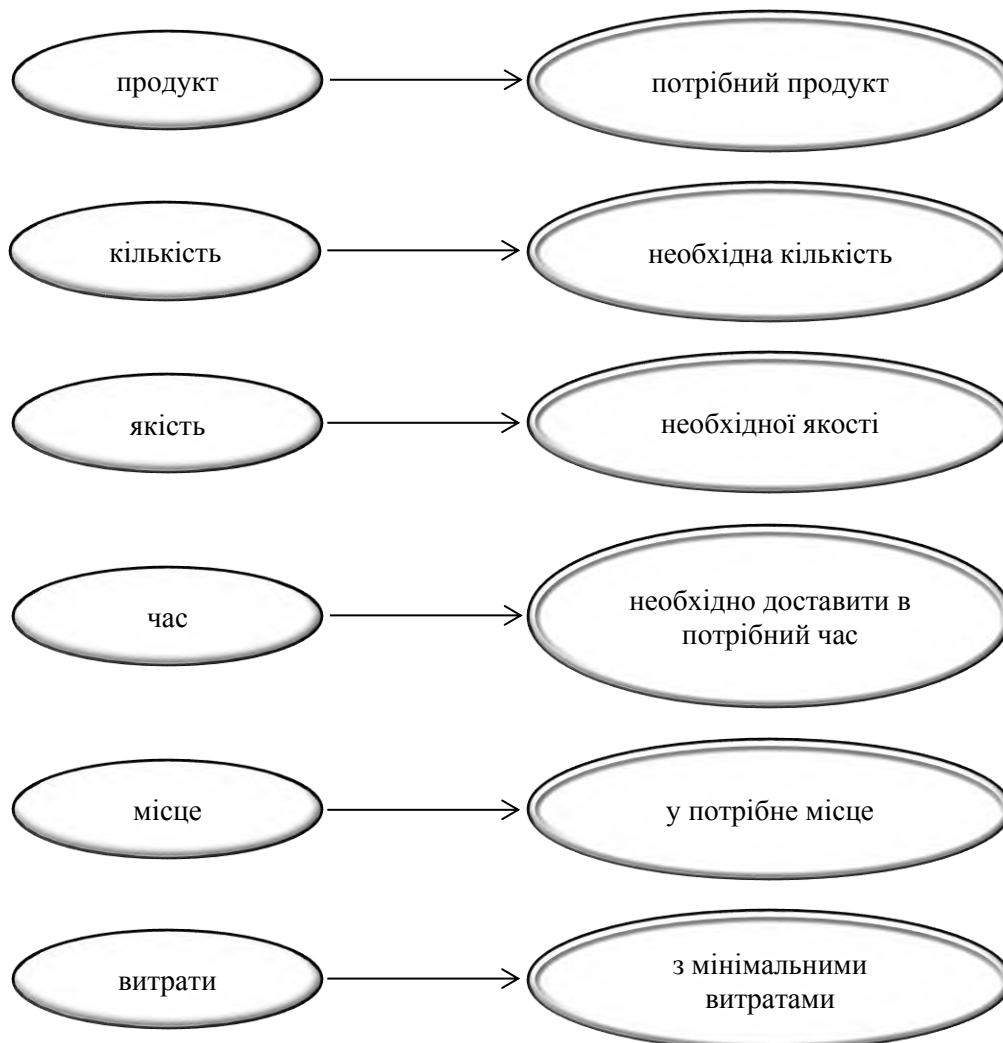 продукт
потрібний продукт
кількість
необхідна кількість
якість
необхідної якості
час
необхідно доставити в
потрібний час
місце
у потрібне місце
витрати
з мінімальними
витратами